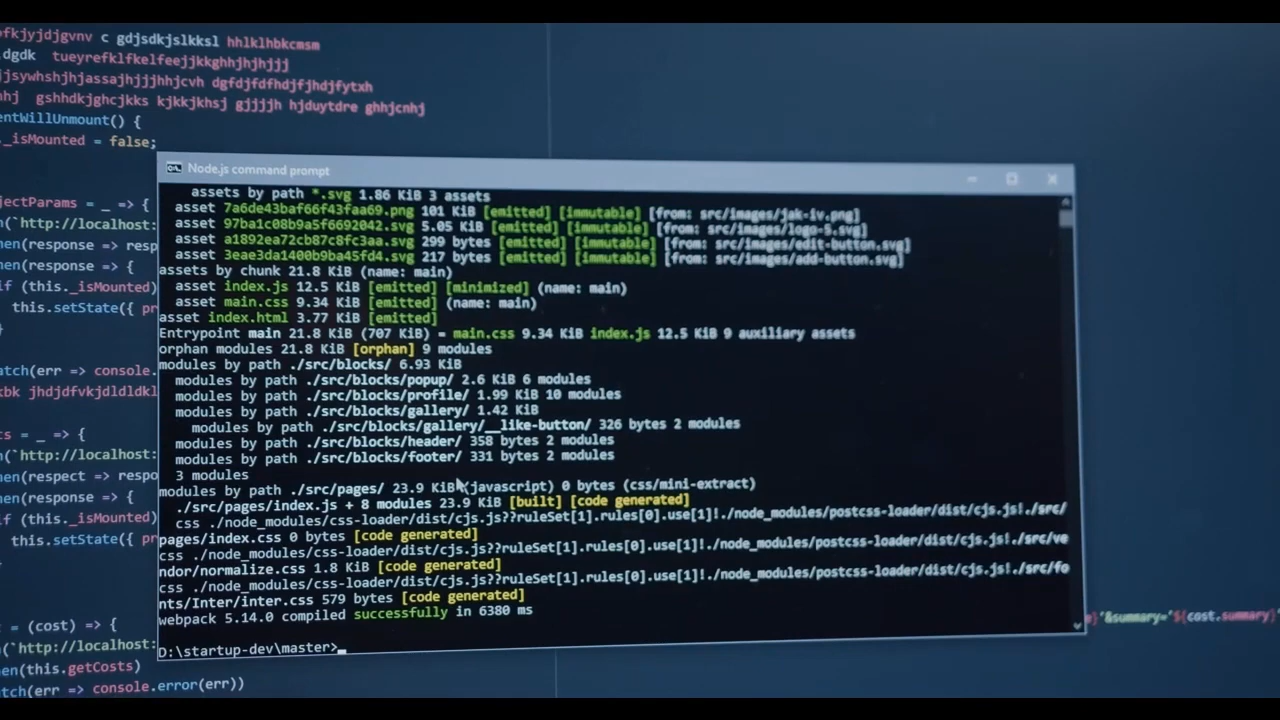 ofkjyjdjgvnv c gdjsdkjslkksl hhlklhbkcmsm
.dgdk tueyrefklfkelfeejjkkghhjhjhjjj
jjsywhshjhjassajhjjjhhjcvh dgfdjfdfhdjfjhdjfytxh
nhj gshhdkjghcjkks kjkkjkhsj gjjjjh hjduytdre ghhjcnhj
entWillUnmount() {
._isMounted = false;
Node.js command prompt
assets by path *.svg 1.86 KiB 3 assets
asset 7a6de43baf66f43faa69.png 101 KiB [emitted] [immutable] [from: src/images/jak-iv.png]
asset 97ba1c08b9a5f6692042.svg 5.05 KiB [emitted] [immutable] [from: src/images/logo-5.svg]
asset a1892ea72cb87c8fc3aa.svg 299 bytes [emitted] [immutable] [from: src/images/edit-button.svg]
asset 3eae3da1400b9ba45fd4.svg 217 bytes [emitted] [immutable] [from: src/images/add-button.svg]
assets by chunk 21.8 KiB (name: main)
asset index.js 12.5 KiB [emitted] [minimized] (name: main)
asset main.css 9.34 KiB [emitted] (name: main)
asset index.html 3.77 KiB [emitted]
Entrypoint main 21.8 KiB (707 KiB) = main.css 9.34 KiB index.js 12.5 KiB 9 auxiliary assets
orphan modules 21.8 KiB [orphan] 9 modules
modules by path ./src/blocks/ 6.93 KiB
modules by path ./src/blocks/popup/ 2.6 KiB 6 modules
modules by path ./src/blocks/profile/ 1.99 KiB 10 modules
modules by path ./src/blocks/gallery/ 1.42 KiB
modules by path ./src/blocks/gallery/__like-button/ 326 bytes 2 modules
modules by path ./src/blocks/header/ 358 bytes 2 modules
modules by path ./src/blocks/footer/ 331 bytes 2 modules
3 modules
modules by path ./src/pages/ 23.9 KiB (javascript) 0 bytes (css/mini-extract)
./src/pages/index.js + 8 modules 23.9 KiB [built] [code generated]
css ./node_modules/css-loader/dist/cjs.js??ruleSet[1].rules[0].use[1]!./node_modules/postcss-loader/dist/cjs.js!./src/
pages/index.css 0 bytes [code generated]
css ./node_modules/css-loader/dist/cjs.js??ruleSet[1].rules[0].use[1]!./node_modules/postcss-loader/dist/cjs.js!./src/ve
ndor/normalize.css 1.8 KiB [code generated]
css ./node_modules/css-loader/dist/cjs.js??ruleSet[1].rules[0].use[1]!./node_modules/postcss-loader/dist/cjs.js!./src/fo
nts/Inter/inter.css 579 bytes [code generated]
webpack 5.14.0 compiled successfully in 6380 ms
D:\startup-dev\master>
jectParams = _ => {
n(`http://localhost:
hen(response => resp
hen(response => {
if (this._isMounted)
this.setState({ pr
}
atch(err => console.
kbk jhdjdfvkjdldldkl
ts = _ => {
n(`http://localhost:
hen(respect => respo
hen(response => {
if (this._isMounted)
this.setState({ pr
}
t = (cost) => {
n(`http://localhost: e}'&summary='${cost.summary}'
hen(this.getCosts)
atch(err => console.error(err))